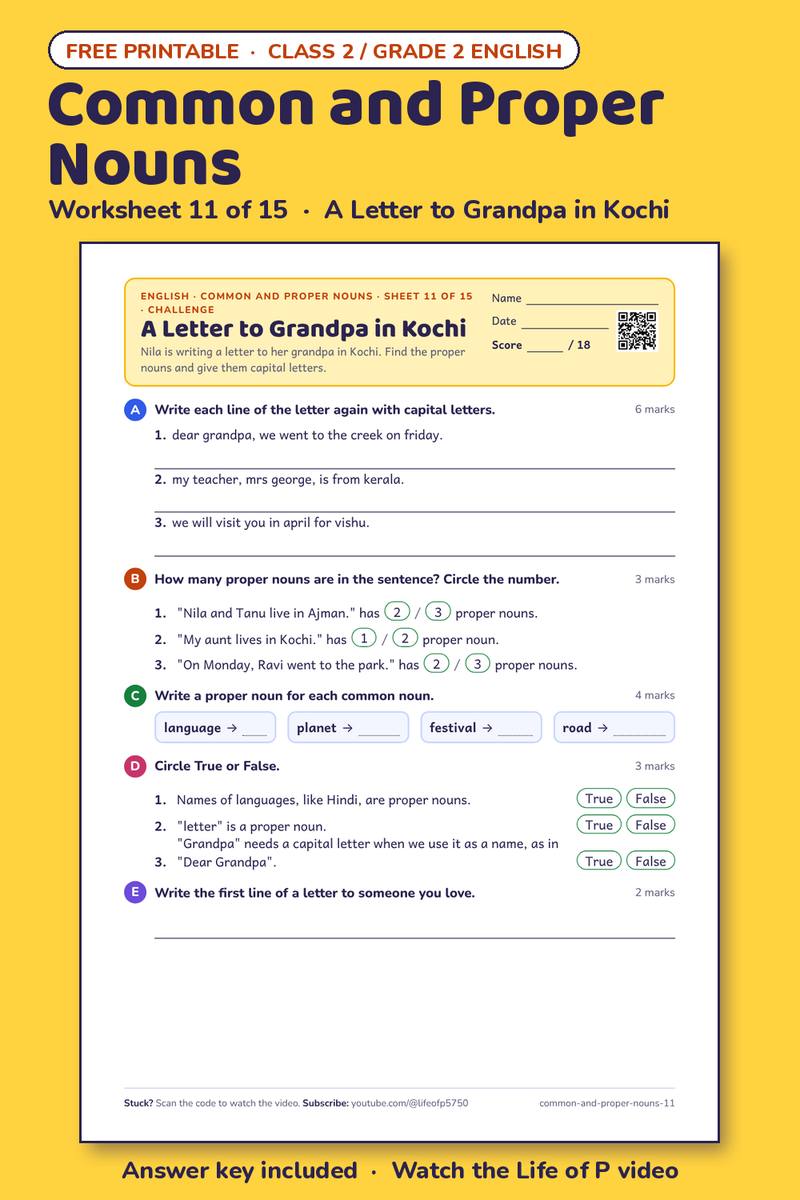 FREE PRINTABLE · CLASS 2 / GRADE 2 ENGLISH
Common and Proper
Nouns
Worksheet 11 of 15 · A Letter to Grandpa in Kochi
ENGLISH · COMMON AND PROPER NOUNS · SHEET 11 OF 15
· CHALLENGE
A Letter to Grandpa in Kochi
Nila is writing a letter to her grandpa in Kochi. Find the proper
nouns and give them capital letters.
Name
Date
Score / 18
A Write each line of the letter again with capital letters. 6 marks
1. dear grandpa, we went to the creek on friday.
2. my teacher, mrs george, is from kerala.
3. we will visit you in april for vishu.
B How many proper nouns are in the sentence? Circle the number. 3 marks
1. "Nila and Tanu live in Ajman." has 2 / 3 proper nouns.
2. "My aunt lives in Kochi." has 1 / 2 proper noun.
3. "On Monday, Ravi went to the park." has 2 / 3 proper nouns.
C Write a proper noun for each common noun. 4 marks
language → planet → festival → road →
D Circle True or False. 3 marks
1. Names of languages, like Hindi, are proper nouns. True False
2. "letter" is a proper noun. True False
"Grandpa" needs a capital letter when we use it as a name, as in
3. "Dear Grandpa". True False
E Write the first line of a letter to someone you love. 2 marks
Stuck? Scan the code to watch the video. Subscribe: youtube.com/@lifeofp5750 common-and-proper-nouns-11
Answer key included · Watch the Life of P video